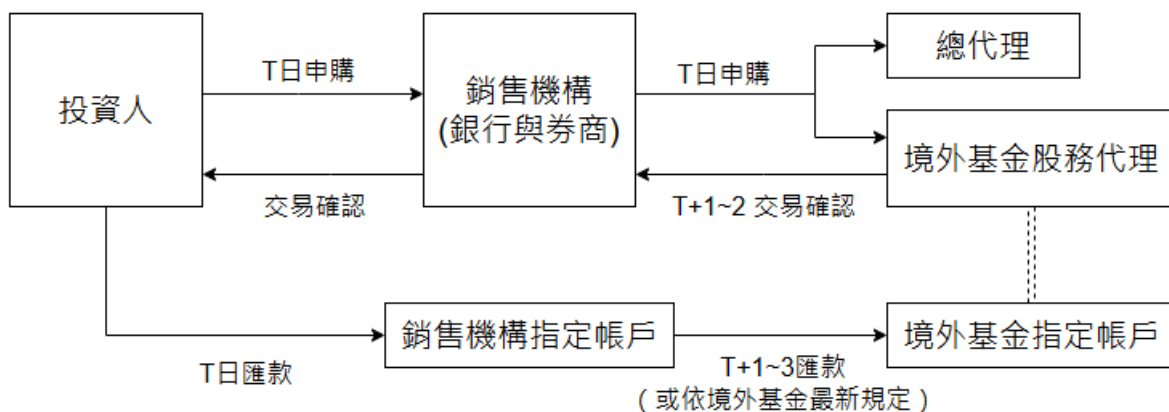 投資人
T日申購
銷售機構
(銀行與券商)
T日申購
總代理
境外基金股務代理
交易確認
T+1~2 交易確認
T日匯款
銷售機構指定帳戶
T+1~3匯款
(或依境外基金最新規定)
境外基金指定帳戶